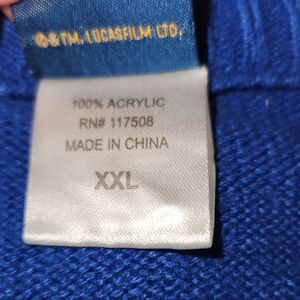 ©&TM. LUCASFILM LTD.
100% ACRYLIC
RN# 117508
MADE IN CHINA
XXL